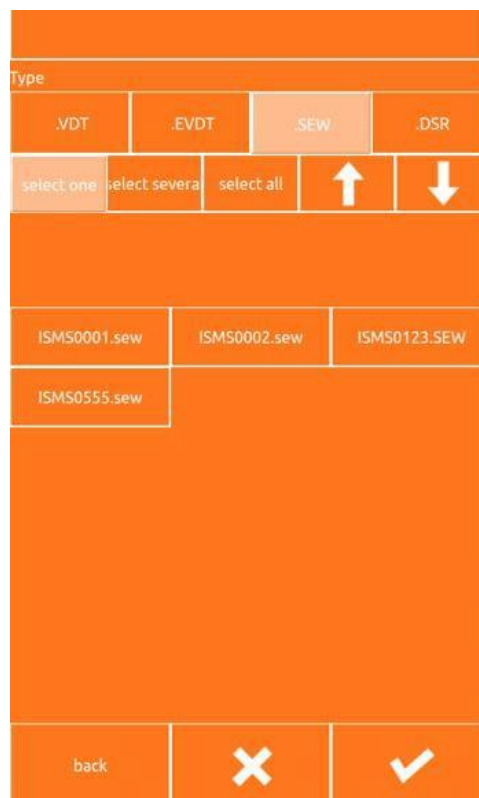 Type
.VDT .EVDT .SEW .DSR
select one select severa select all
ISMS0001.sew ISMS0002.sew ISMS0123.SEW
ISMS0555.sew
back